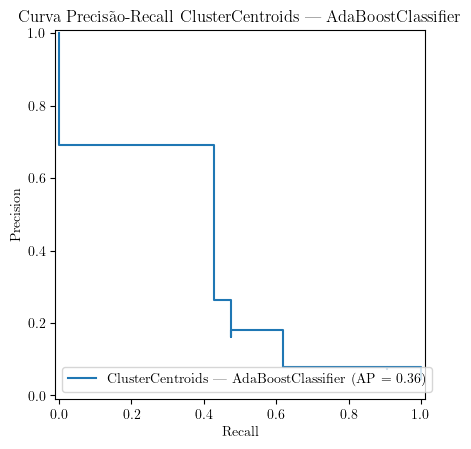 Curva Precisão-Recall ClusterCentroids — AdaBoostClassifier
1.0
0.8
0.6
0.4
0.2
0.0
Precision
ClusterCentroids — AdaBoostClassifier (AP = 0.36)
0.0 0.2 0.4 0.6 0.8 1.0
Recall